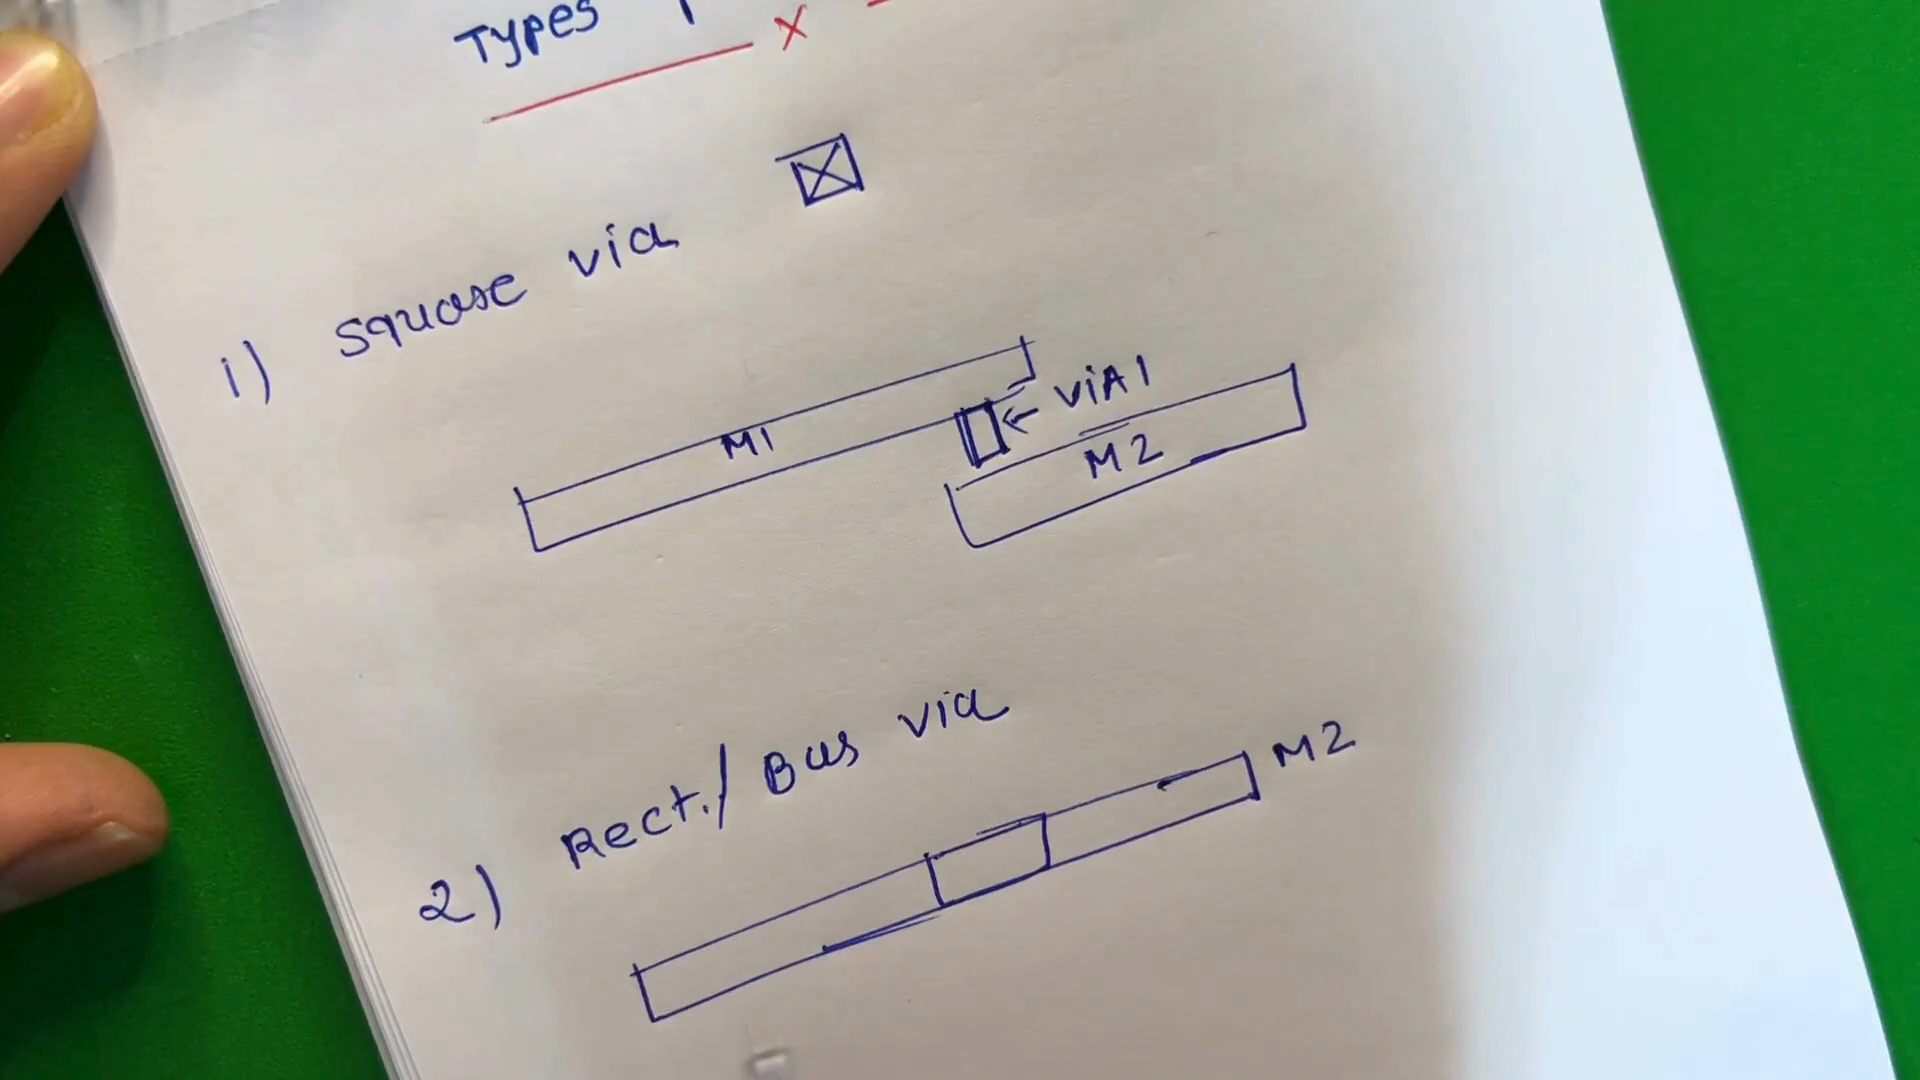 Types
1) Square via
M1
VIA1
M2
2) Rect./Bus via
M2